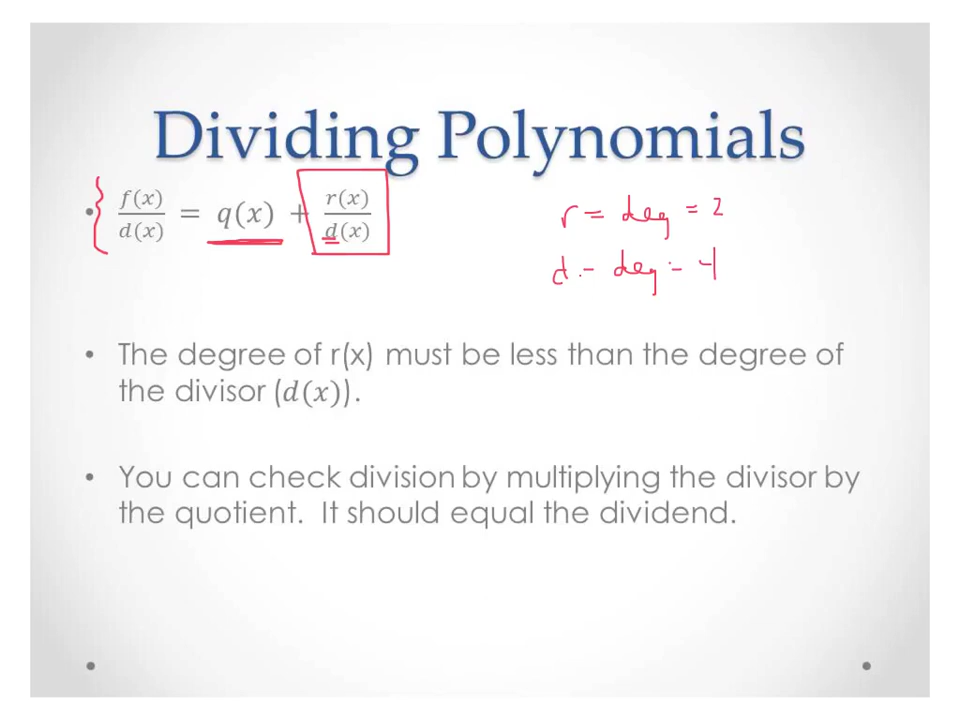 Dividing Polynomials
• f(x)/d(x) = q(x) + r(x)/d(x)
r = deg = 2
d = deg = 4
• The degree of r(x) must be less than the degree of
the divisor (d(x)).
• You can check division by multiplying the divisor by
the quotient. It should equal the dividend.